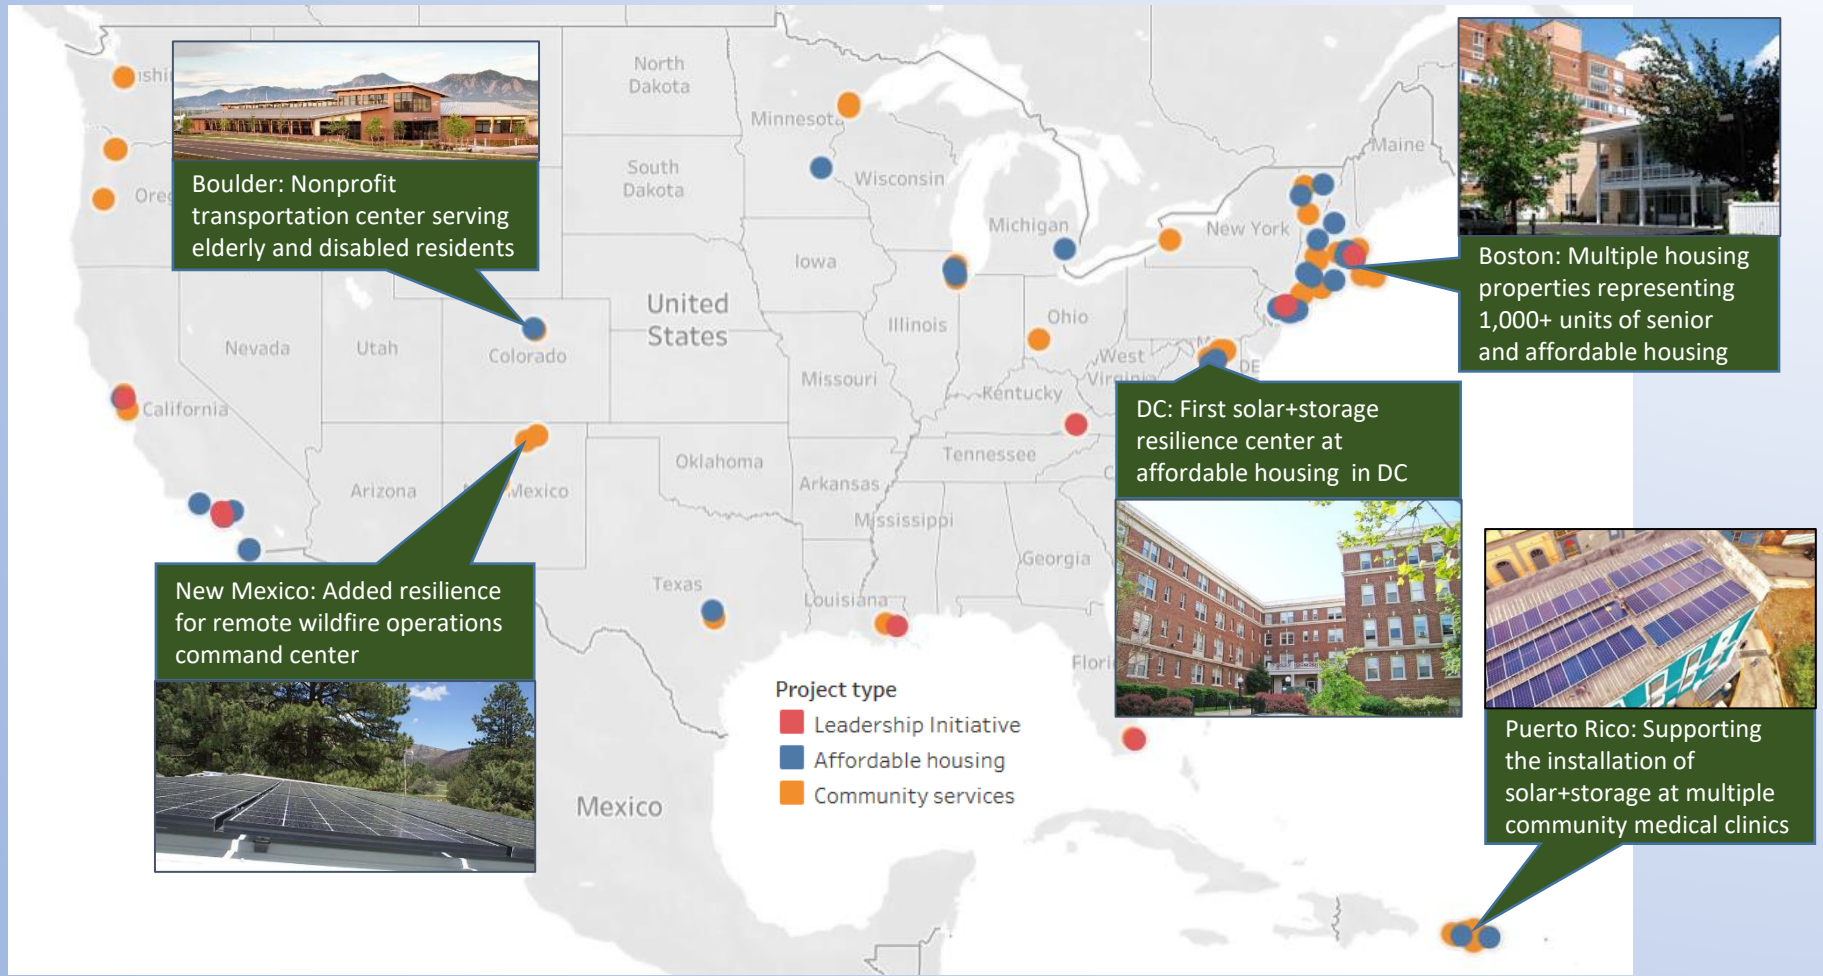 North
Dakota
Minnesota
South
Dakota
Wisconsin
Michigan
New York
Maine
Iowa
United
States
Illinois
Ohio
Nevada
Utah
Colorado
Missouri
West
Virginia
DE
Kentucky
California
Tennessee
Oklahoma
Arkansas
Arizona
Mexico
Mississippi
Georgia
Texas
Louisiana
Mexico
Boulder: Nonprofit
transportation center serving
elderly and disabled residents
Boston: Multiple housing
properties representing
1,000+ units of senior
and affordable housing
DC: First solar+storage
resilience center at
affordable housing in DC
New Mexico: Added resilience
for remote wildfire operations
command center
Project type
Leadership Initiative
Affordable housing
Community services
Puerto Rico: Supporting
the installation of
solar+storage at multiple
community medical clinics